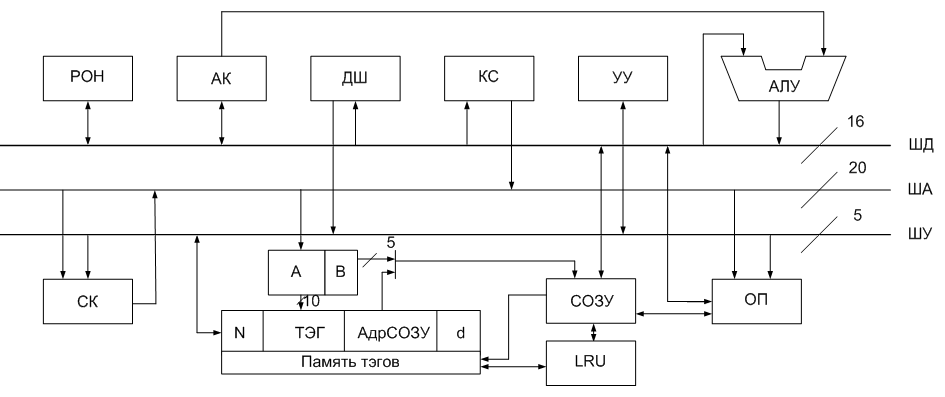 РОН
АК
ДШ
КС
УУ
АЛУ
16
ШД
20
ША
5
ШУ
A
B
5
10
СК
N
ТЭГ
АдрСОЗУ
d
Память тэгов
СОЗУ
ОП
LRU